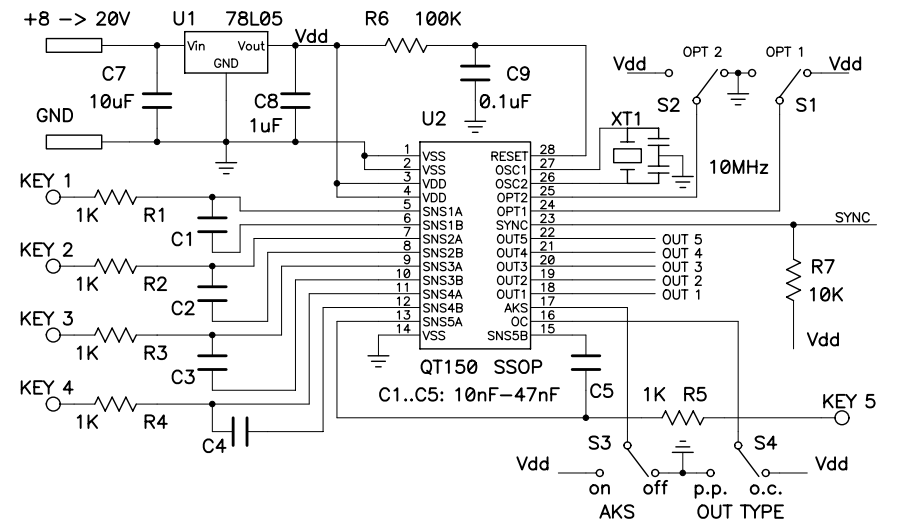 +8 -> 20V U1 78L05 R6 100K
Vin Vout Vdd
GND
C7 10uF
C8 1uF
C9 0.1uF
GND
OPT 2 OPT 1
Vdd Vdd
S2 S1
U2
XT1
10MHz
1 VSS RESET 28
2 VSS OSC1 27
3 VDD OSC2 26
4 VDD OPT2 25
5 SNS1A OPT1 24
6 SNS1B SYNC 23
7 SNS2A OUT5 22
8 SNS2B OUT4 21
9 SNS3A OUT3 20
10 SNS3B OUT2 19
11 SNS4A OUT1 18
12 SNS4B AKS 17
13 SNS5A OC 16
14 VSS SNS5B 15
SYNC
OUT 5
OUT 4
OUT 3
OUT 2
OUT 1
KEY 1
1K R1
C1
KEY 2
1K R2
C2
KEY 3
1K R3
C3
KEY 4
1K R4
C4
R7
10K
Vdd
QT150 SSOP
C1..C5: 10nF-47nF
C5
1K R5
KEY 5
S3 S4
Vdd Vdd
on off p.p. o.c.
AKS OUT TYPE